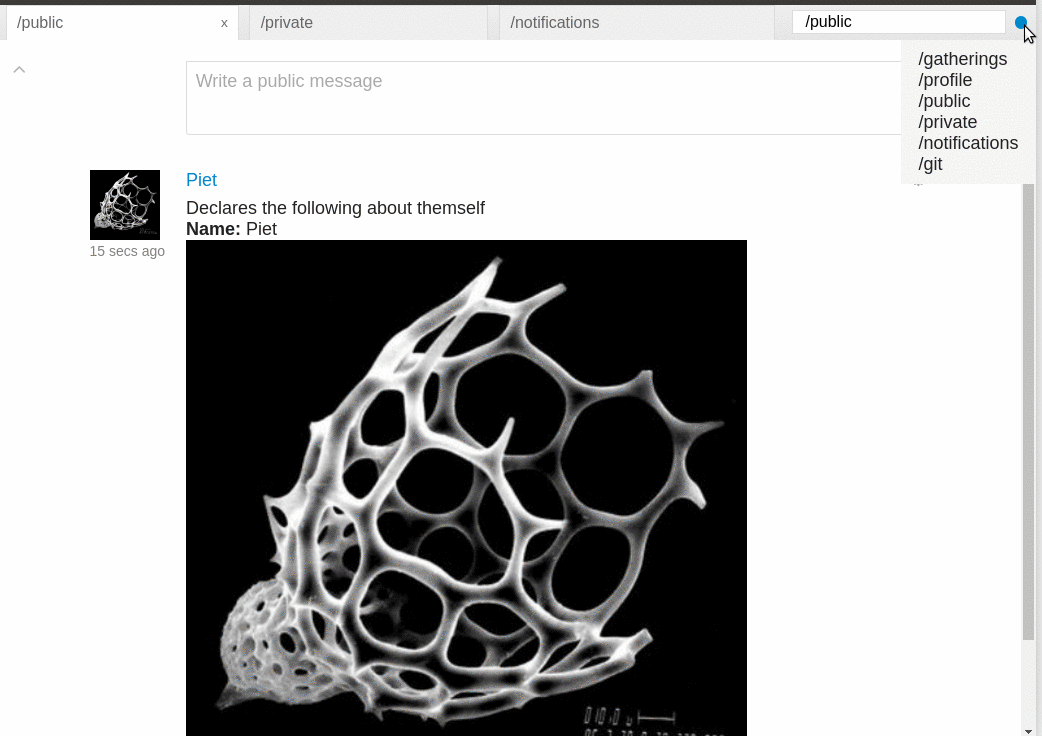 /public x /private /notifications /public
/gatherings
/profile
/public
/private
/notifications
/git
Write a public message
Piet
Declares the following about themself
Name: Piet
15 secs ago